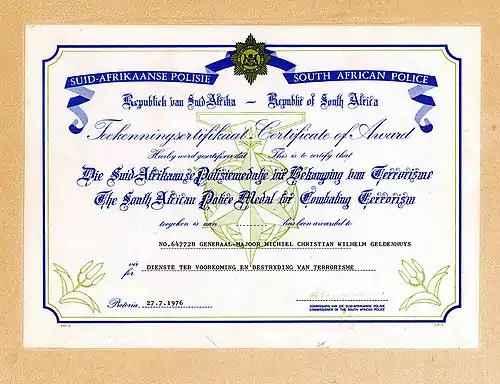 SUID-AFRIKAANSE POLISIE SOUTH AFRICAN POLICE
Republiek van Suid-Afrika — Republic of South Africa
Toekenningsertifikaat Certificate of Award
Hierby word gesertifiseer dat This is to certify that
Die Suid-Afrikaanse Polisiemedalje vir Bekamping van Terrorisme
The South African Police Medal for Combating Terrorism
toegeken is aan has been awarded to
NO.64772B GENERAAL-MAJOOR MICHIEL CHRISTIAN WILHELM GELDENHUYS
vir
for DIENSTE TER VOORKOMING EN BESTRYDING VAN TERRORISME
Pretoria 27.7.1976
KOMMISSARIS VAN DIE SUID-AFRIKAANSE POLISIE
COMMISSIONER OF THE SOUTH AFRICAN POLICE